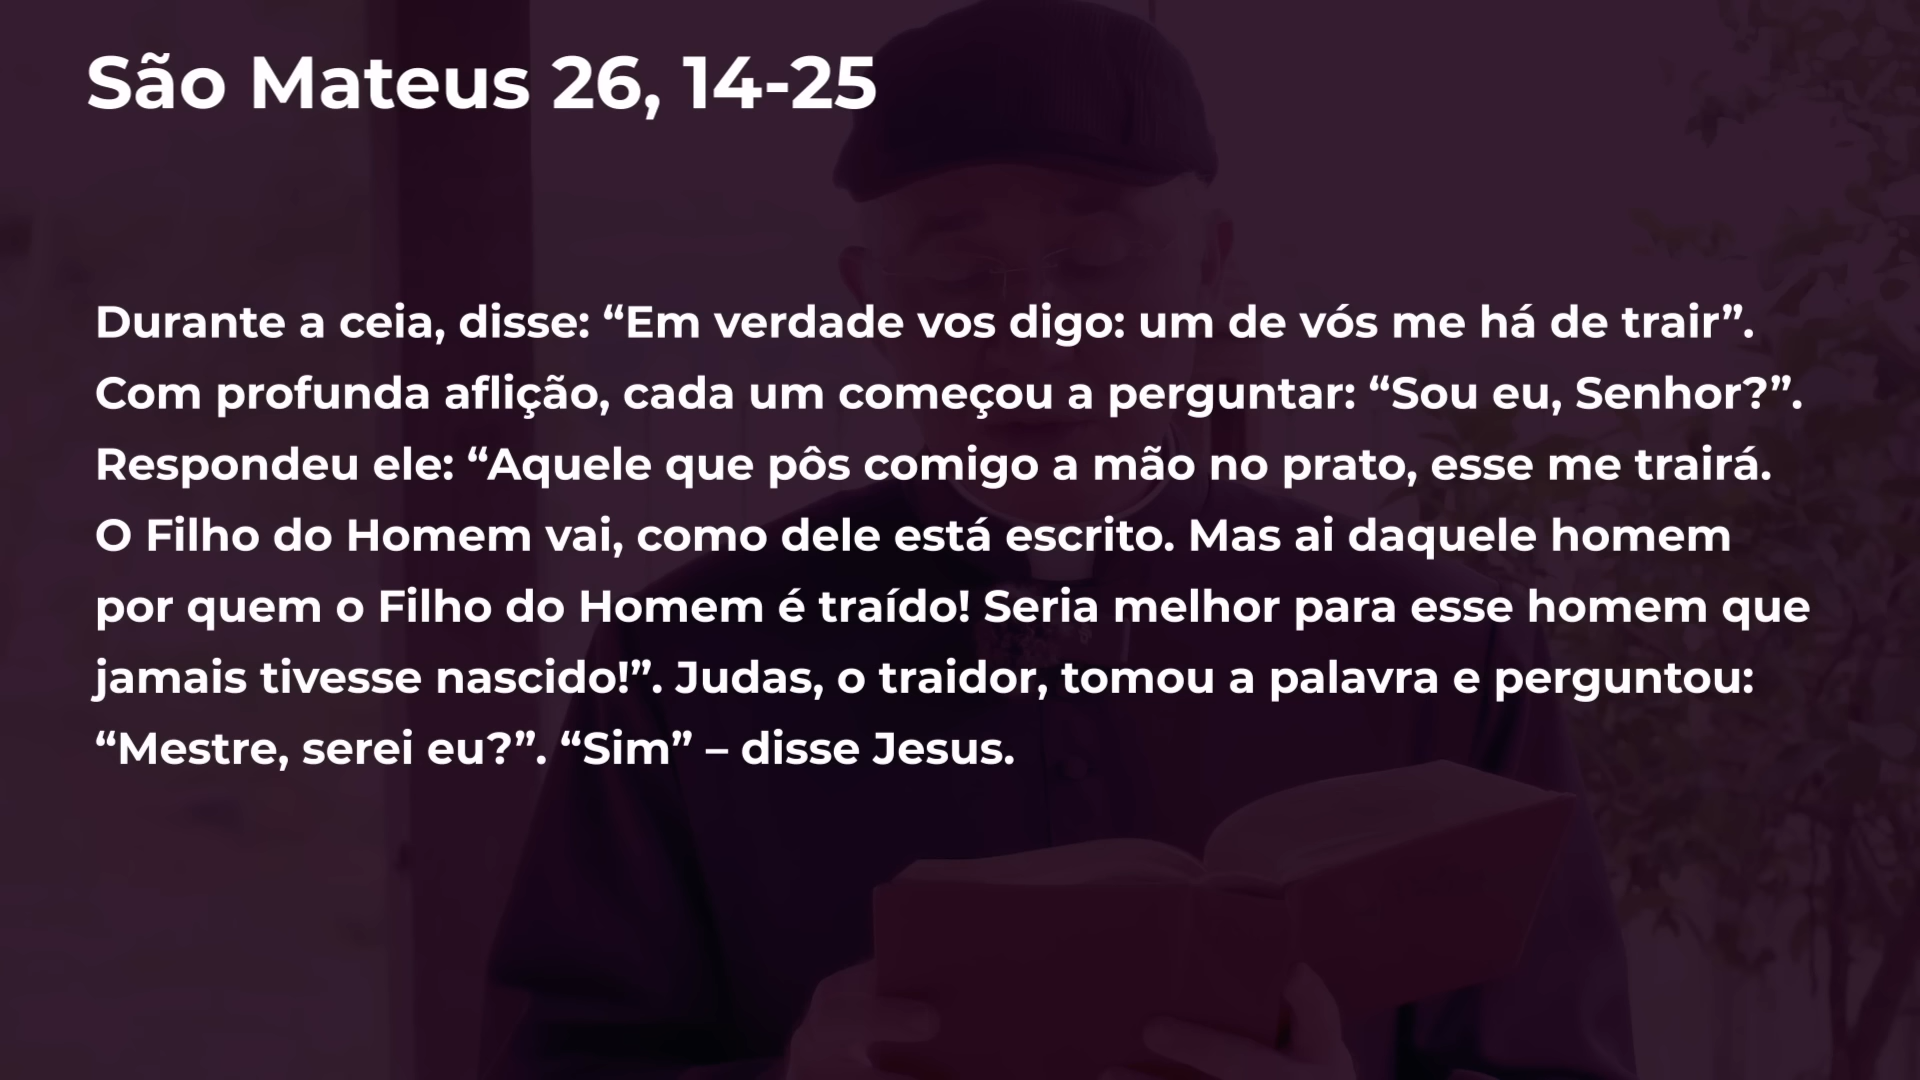 São Mateus 26, 14-25
Durante a ceia, disse: “Em verdade vos digo: um de vós me há de trair”.
Com profunda aflição, cada um começou a perguntar: “Sou eu, Senhor?”.
Respondeu ele: “Aquele que pôs comigo a mão no prato, esse me trairá.
O Filho do Homem vai, como dele está escrito. Mas ai daquele homem
por quem o Filho do Homem é traído! Seria melhor para esse homem que
jamais tivesse nascido!”. Judas, o traidor, tomou a palavra e perguntou:
“Mestre, serei eu?”. “Sim” – disse Jesus.